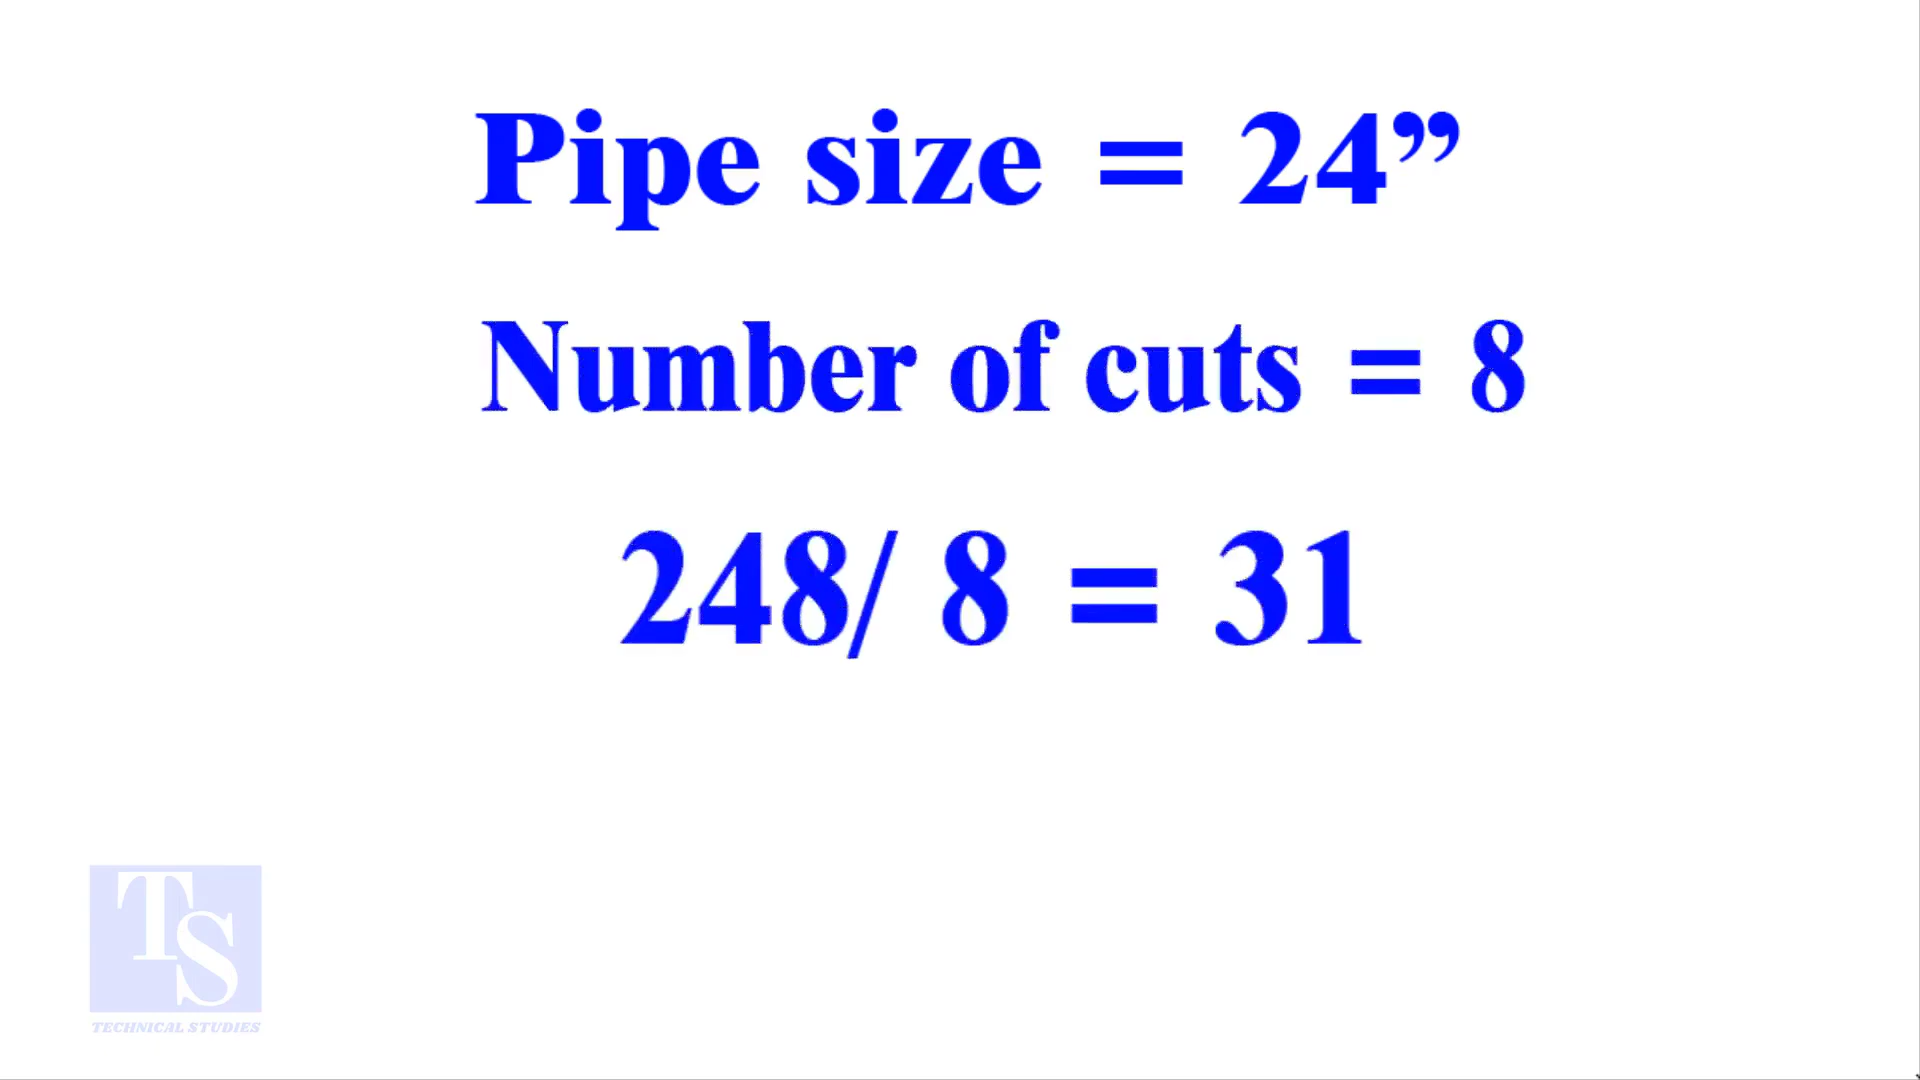 Pipe size = 24”
Number of cuts = 8
248/ 8 = 31
TS
TECHNICAL STUDIES